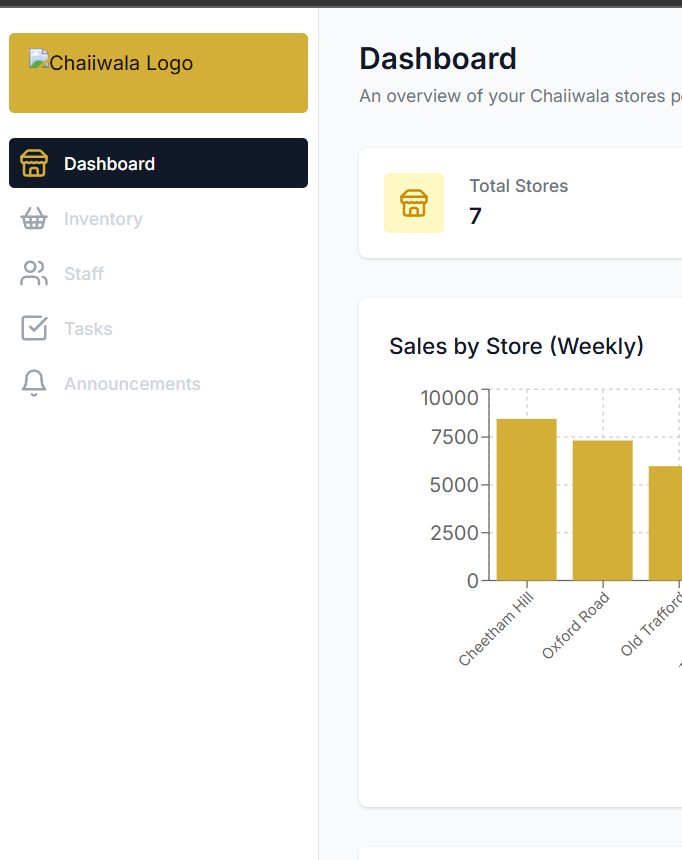 Chaiiwala Logo
Dashboard
Inventory
Staff
Tasks
Announcements
Dashboard
An overview of your Chaiiwala stores
Total Stores
7
Sales by Store (Weekly)
10000
7500
5000
2500
0
Cheetham Hill
Oxford Road
Old Trafford